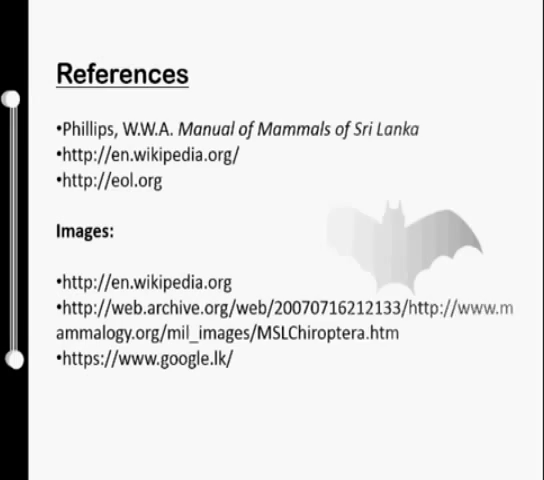 References
•Phillips, W.W.A. Manual of Mammals of Sri Lanka
•http://en.wikipedia.org/
•http://eol.org
Images:
•http://en.wikipedia.org
•http://web.archive.org/web/20070716212133/http://www.m
ammalogy.org/mil_images/MSLChiroptera.htm
•https://www.google.lk/